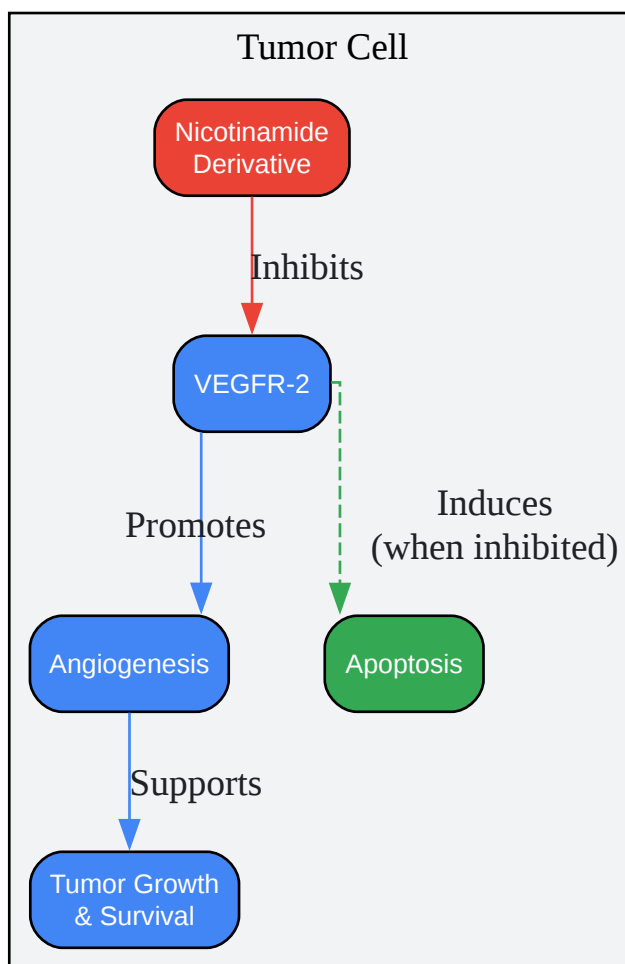 Tumor Cell
Nicotinamide
Derivative
Inhibits
VEGFR-2
Promotes
Induces
(when inhibited)
Angiogenesis
Apoptosis
Supports
Tumor Growth
& Survival